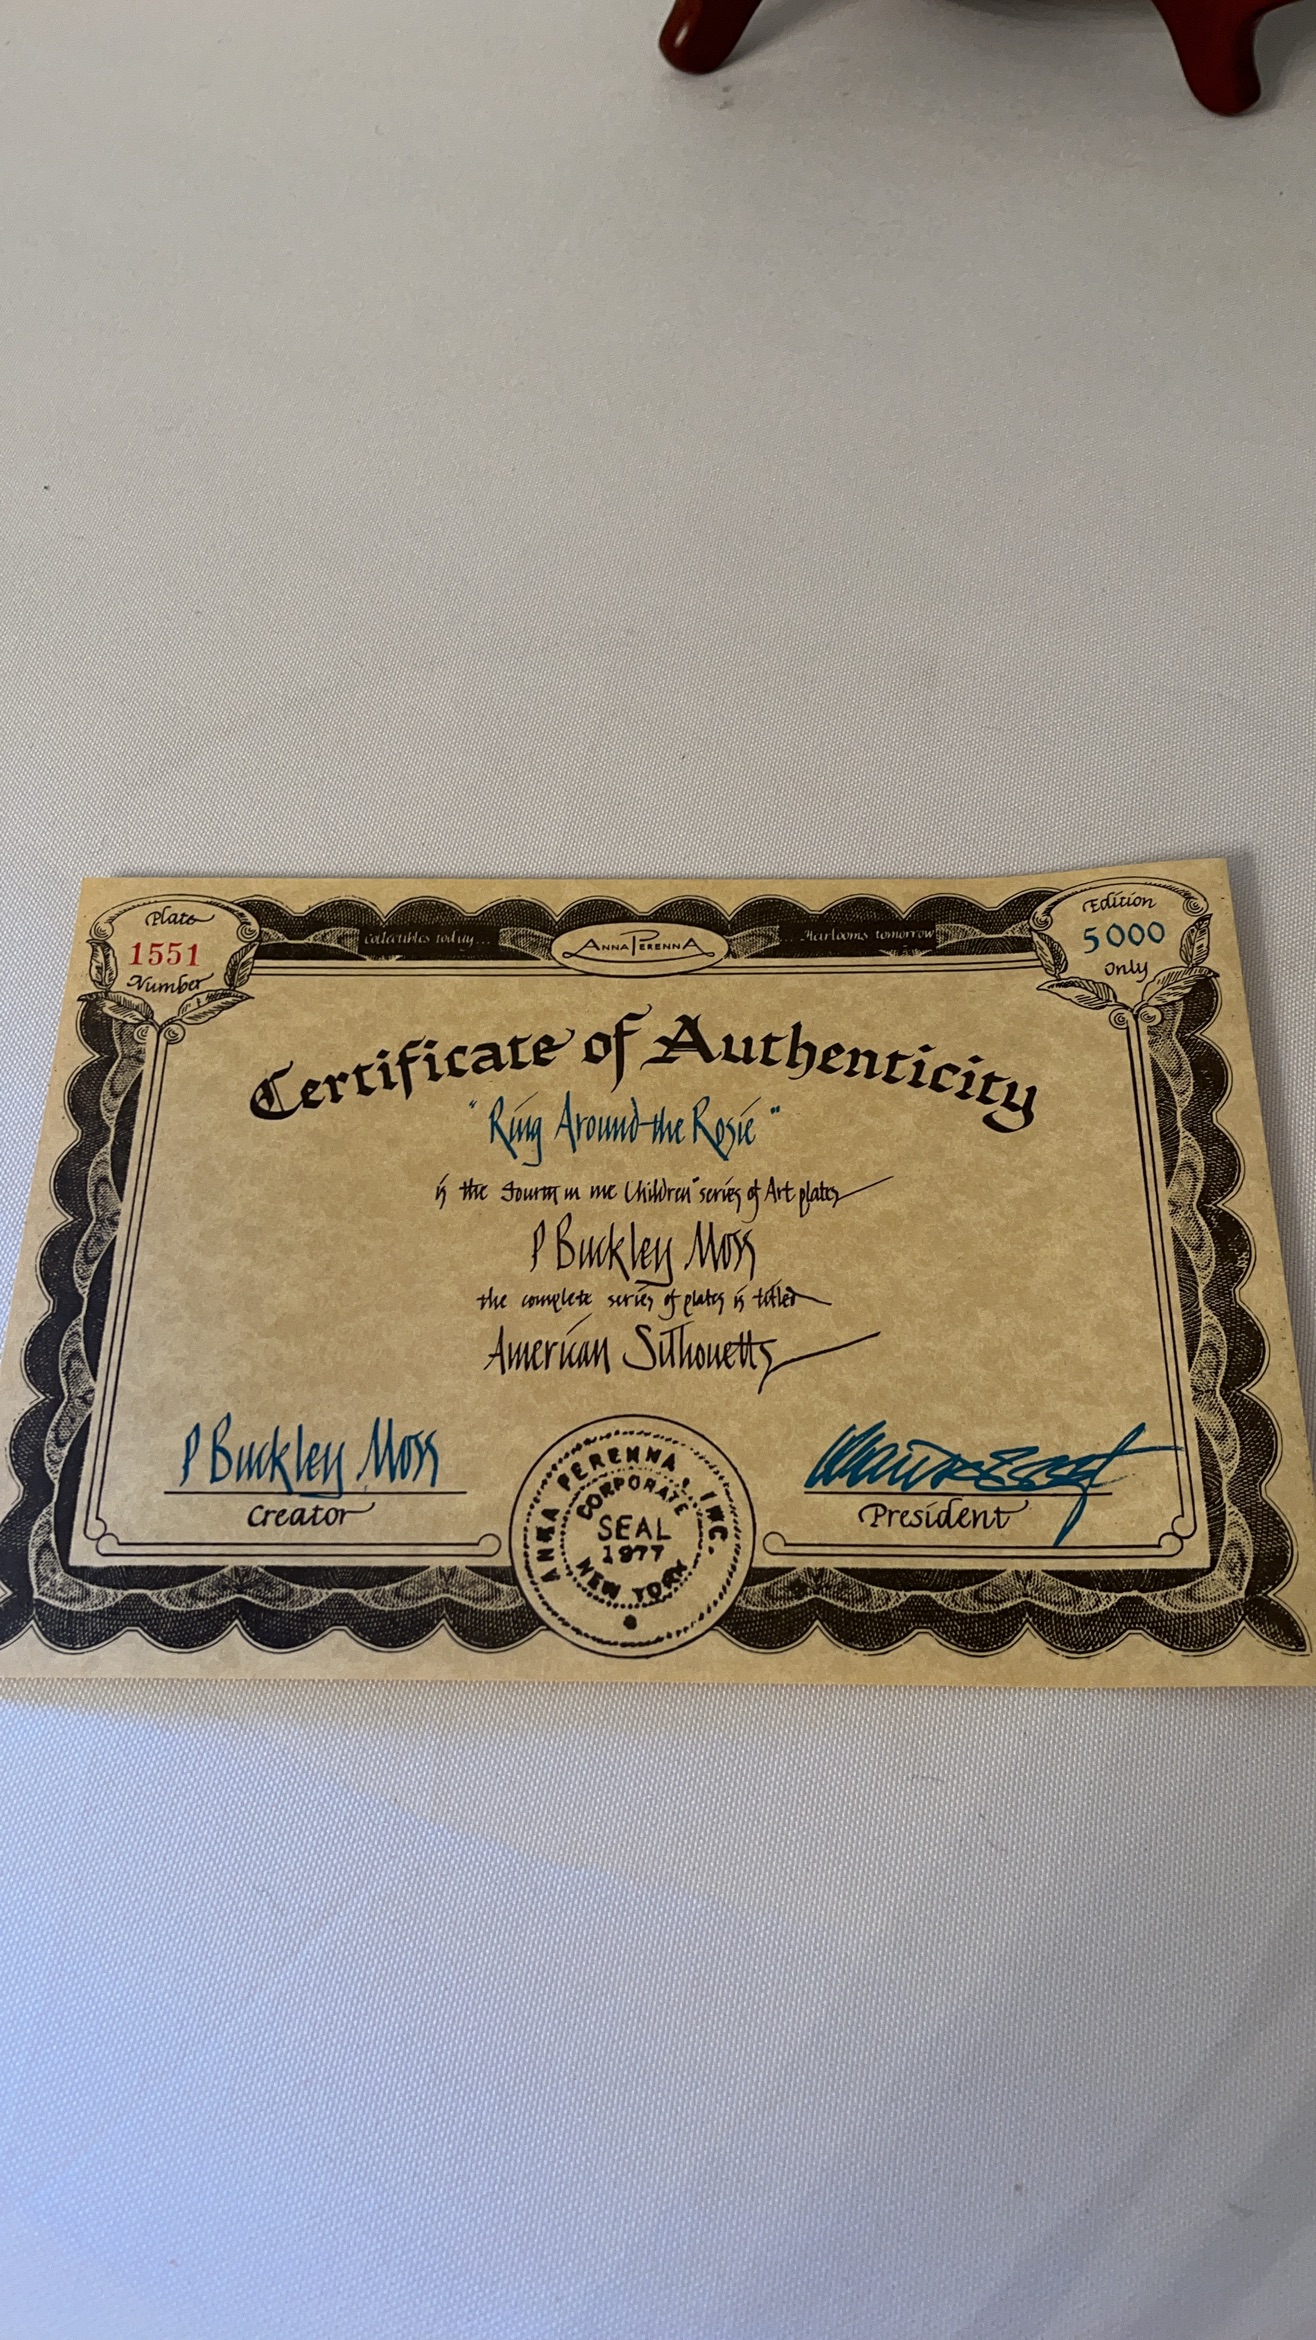 Plate
1551
Number
Collectibles today...
ANNA PERENNA
...Heirlooms tomorrow
Edition
5000
Only
Certificate of Authenticity
"Ring Around the Rosie"
is the Fourth in the Children" series of Art plates
P Buckley Moss
the complete series of plates is titled
American Silhouettes
P Buckley Moss
Creator
ANNA PERENNA, INC.
CORPORATE
SEAL
1977
NEW YORK
President